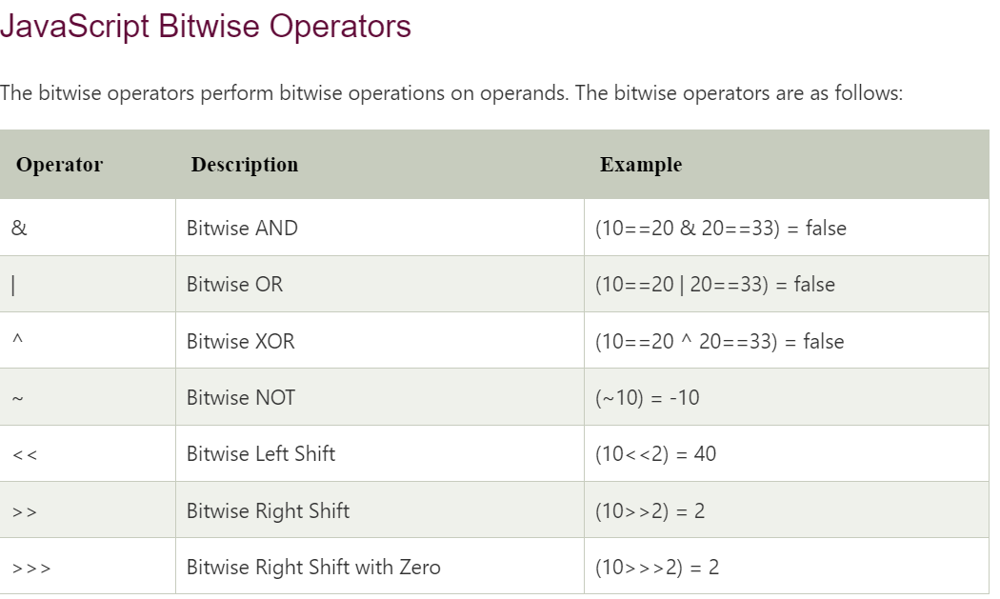 JavaScript Bitwise Operators
The bitwise operators perform bitwise operations on operands. The bitwise operators are as follows:
Operator Description Example
& Bitwise AND (10==20 & 20==33) = false
| Bitwise OR (10==20 | 20==33) = false
^ Bitwise XOR (10==20 ^ 20==33) = false
~ Bitwise NOT (~10) = -10
<< Bitwise Left Shift (10<<2) = 40
>> Bitwise Right Shift (10>>2) = 2
>>> Bitwise Right Shift with Zero (10>>>2) = 2